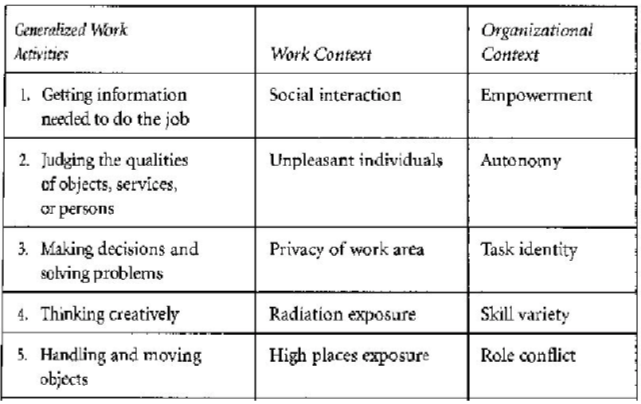 Generalized Work
Activities
Work Context
Organizational
Context
1. Getting information
needed to do the job
Social interaction
Empowerment
2. Judging the qualities
of objects, services,
or persons
Unpleasant individuals
Autonomy
3. Making decisions and
solving problems
Privacy of work area
Task identity
4. Thinking creatively
Radiation exposure
Skill variety
5. Handling and moving
objects
High places exposure
Role conflict